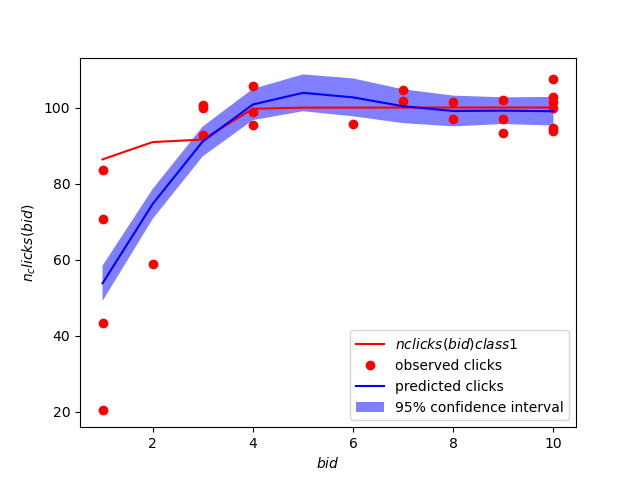 100
80
60
40
20
n_clicks(bid)
nclicks(bid)class1
observed clicks
predicted clicks
95% confidence interval
2 4 6 8 10
bid